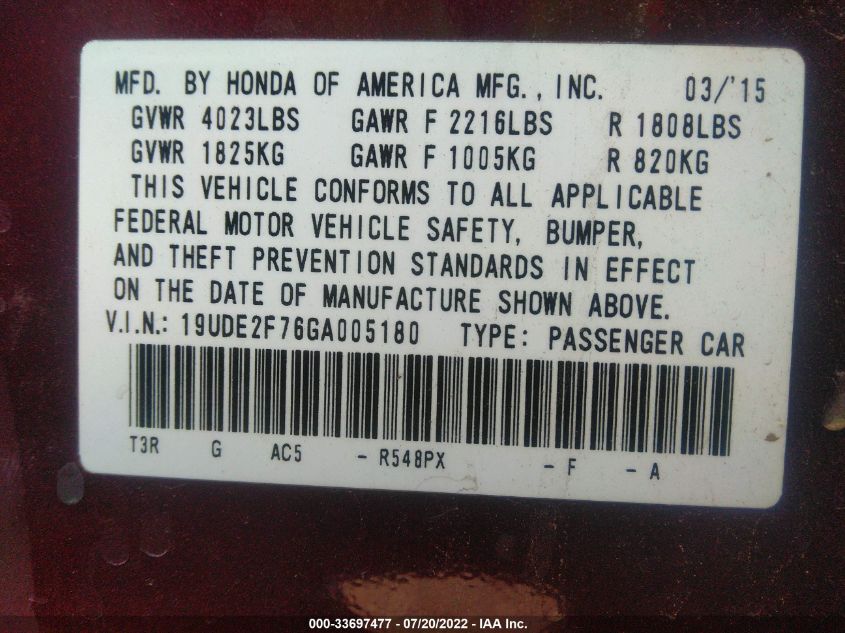 MFD. BY HONDA OF AMERICA MFG., INC. 03/'15
GVWR 4023LBS GAWR F 2216LBS R 1808LBS
GVWR 1825KG GAWR F 1005KG R 820KG
THIS VEHICLE CONFORMS TO ALL APPLICABLE
FEDERAL MOTOR VEHICLE SAFETY, BUMPER,
AND THEFT PREVENTION STANDARDS IN EFFECT
ON THE DATE OF MANUFACTURE SHOWN ABOVE.
V.I.N.: 19UDE2F76GA005180 TYPE: PASSENGER CAR
T3R G AC5 - R548PX - F - A
000-33697477 - 07/20/2022 - IAA Inc.